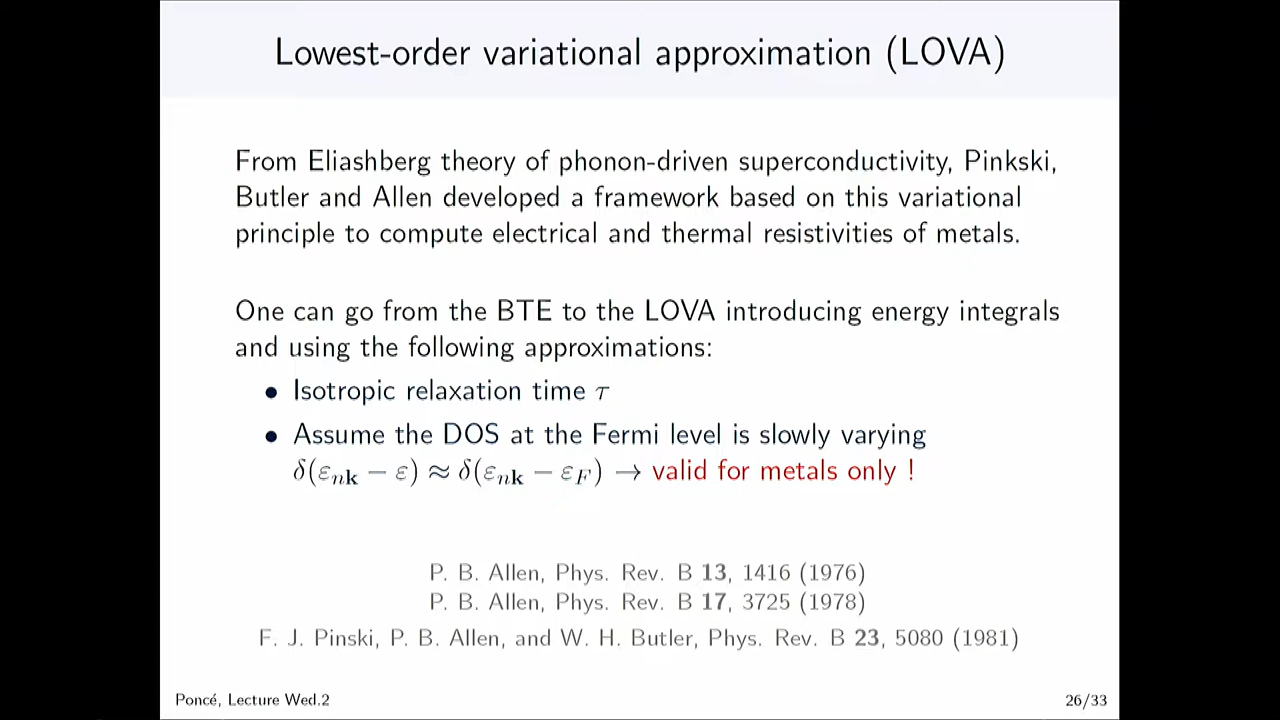 Lowest-order variational approximation (LOVA)
From Eliashberg theory of phonon-driven superconductivity, Pinkski,
Butler and Allen developed a framework based on this variational
principle to compute electrical and thermal resistivities of metals.
One can go from the BTE to the LOVA introducing energy integrals
and using the following approximations:
• Isotropic relaxation time τ
• Assume the DOS at the Fermi level is slowly varying
δ(εₙ𝐤 − ε) ≈ δ(εₙ𝐤 − ε_F) → valid for metals only !
P. B. Allen, Phys. Rev. B 13, 1416 (1976)
P. B. Allen, Phys. Rev. B 17, 3725 (1978)
F. J. Pinski, P. B. Allen, and W. H. Butler, Phys. Rev. B 23, 5080 (1981)
Poncé, Lecture Wed.2
26/33